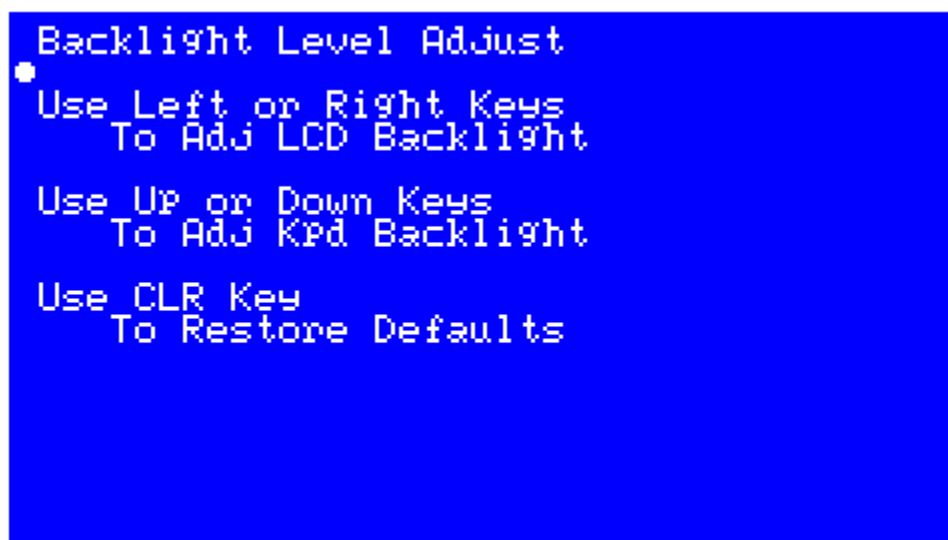 Backlight Level Adjust
Use Left or Right Keys
To Adj LCD Backlight
Use Up or Down Keys
To Adj Kpd Backlight
Use CLR Key
To Restore Defaults